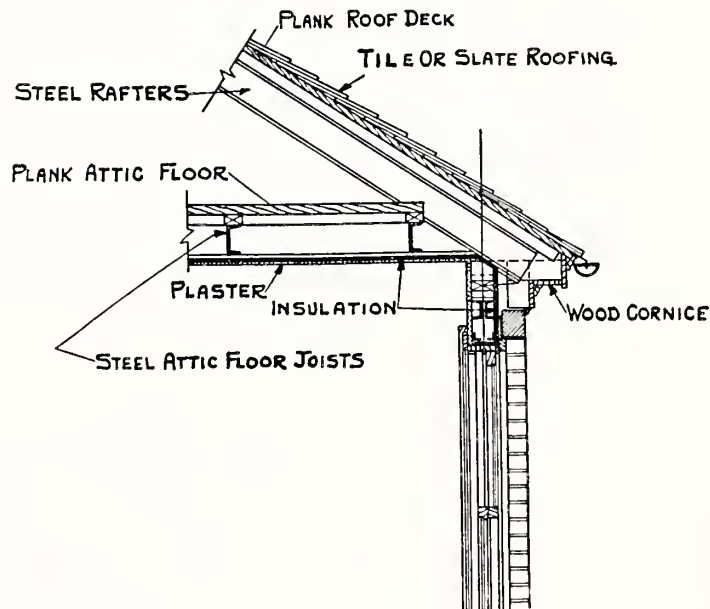 PLANK ROOF DECK
TILE OR SLATE ROOFING
STEEL RAFTERS
PLANK ATTIC FLOOR
PLASTER
INSULATION
WOOD CORNICE
STEEL ATTIC FLOOR JOISTS